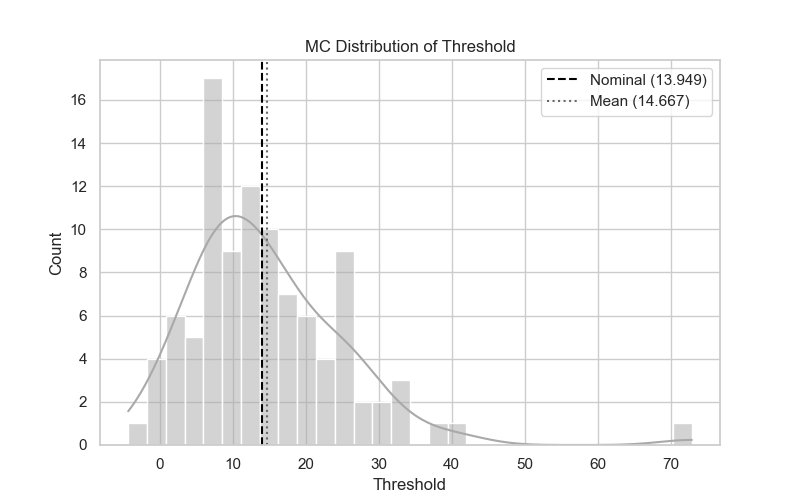 MC Distribution of Threshold
Nominal (13.949)
Mean (14.667)
Count
16
14
12
10
8
6
4
2
0
0 10 20 30 40 50 60 70
Threshold